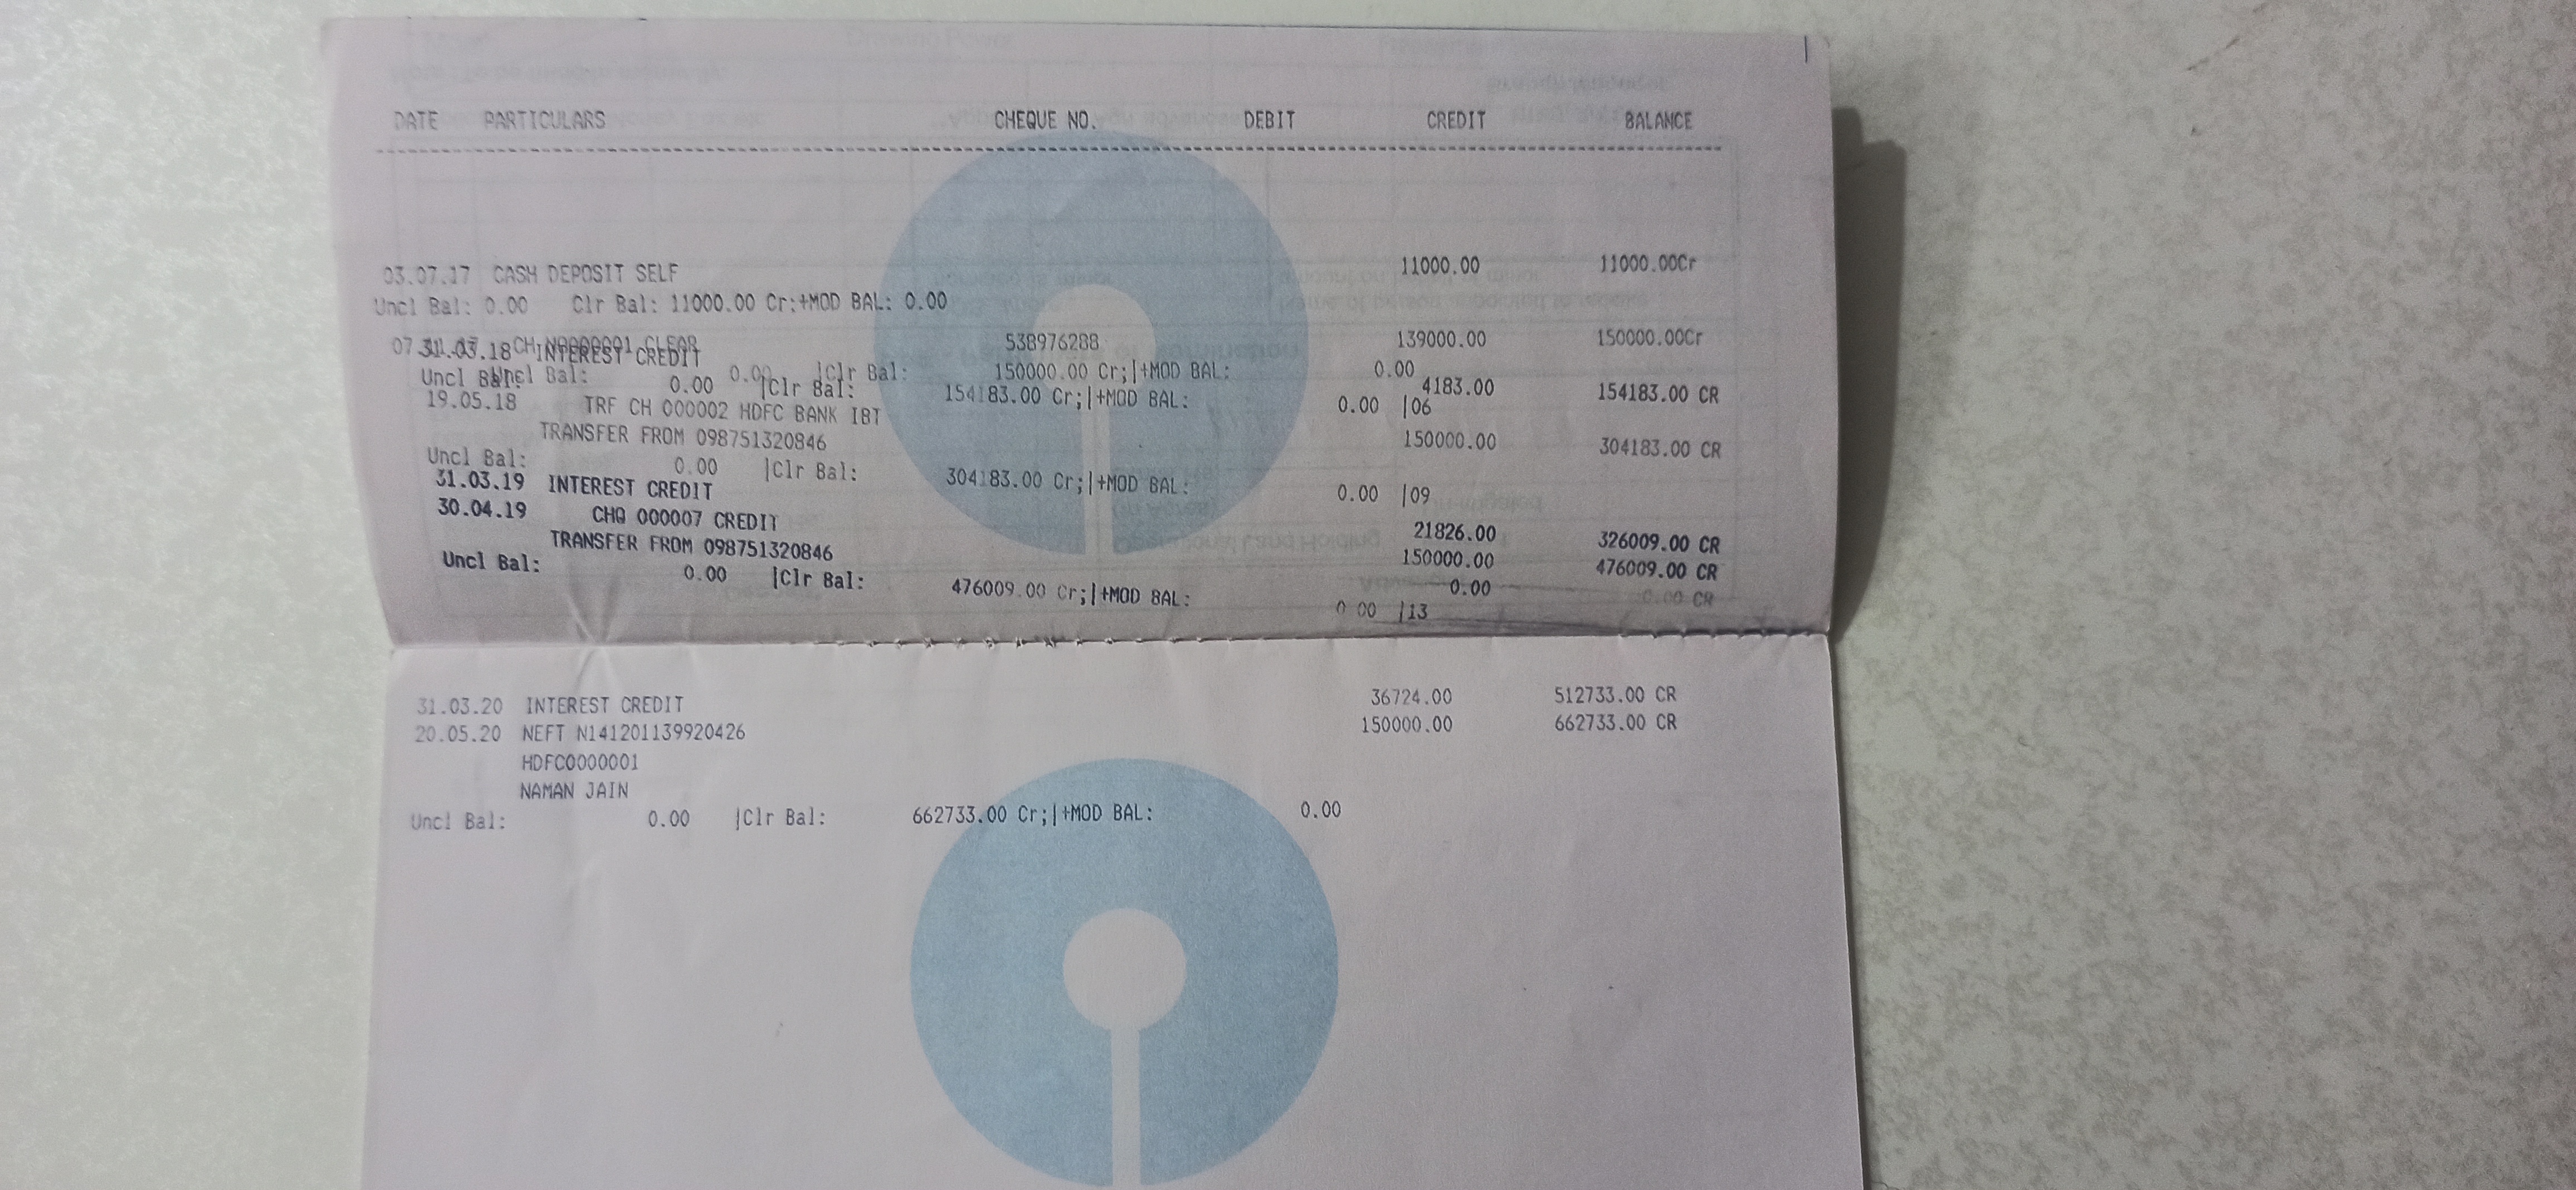 DATE PARTICULARS CHEQUE NO. DEBIT CREDIT BALANCE
03.07.17 CASH DEPOSIT SELF 11000.00 11000.00Cr
Uncl Bal: 0.00 Clr Bal: 11000.00 Cr;+MOD BAL: 0.00
07 CLEAR 538976288 139000.00 150000.00Cr
31.03.18 INTEREST CREDIT
Uncl Bal: 0.00 |Clr Bal: 150000.00 Cr;|+MOD BAL: 0.00
4183.00 154183.00 CR
Uncl Bal: 0.00 |Clr Bal: 154183.00 Cr;|+MOD BAL: 0.00 |06
19.05.18 TRF CH 000002 HDFC BANK IBT
TRANSFER FROM 098751320846 150000.00 304183.00 CR
Uncl Bal: 0.00 |Clr Bal: 304183.00 Cr;|+MOD BAL: 0.00 |09
31.03.19 INTEREST CREDIT 21826.00 326009.00 CR
30.04.19 CHQ 000007 CREDIT 150000.00 476009.00 CR
TRANSFER FROM 098751320846 0.00 0.00 CR
Uncl Bal: 0.00 |Clr Bal: 476009.00 Cr;|+MOD BAL: 0 00 |13
31.03.20 INTEREST CREDIT 36724.00 512733.00 CR
20.05.20 NEFT N141201139920426 150000.00 662733.00 CR
HDFC0000001
NAMAN JAIN
Uncl Bal: 0.00 |Clr Bal: 662733.00 Cr;|+MOD BAL: 0.00